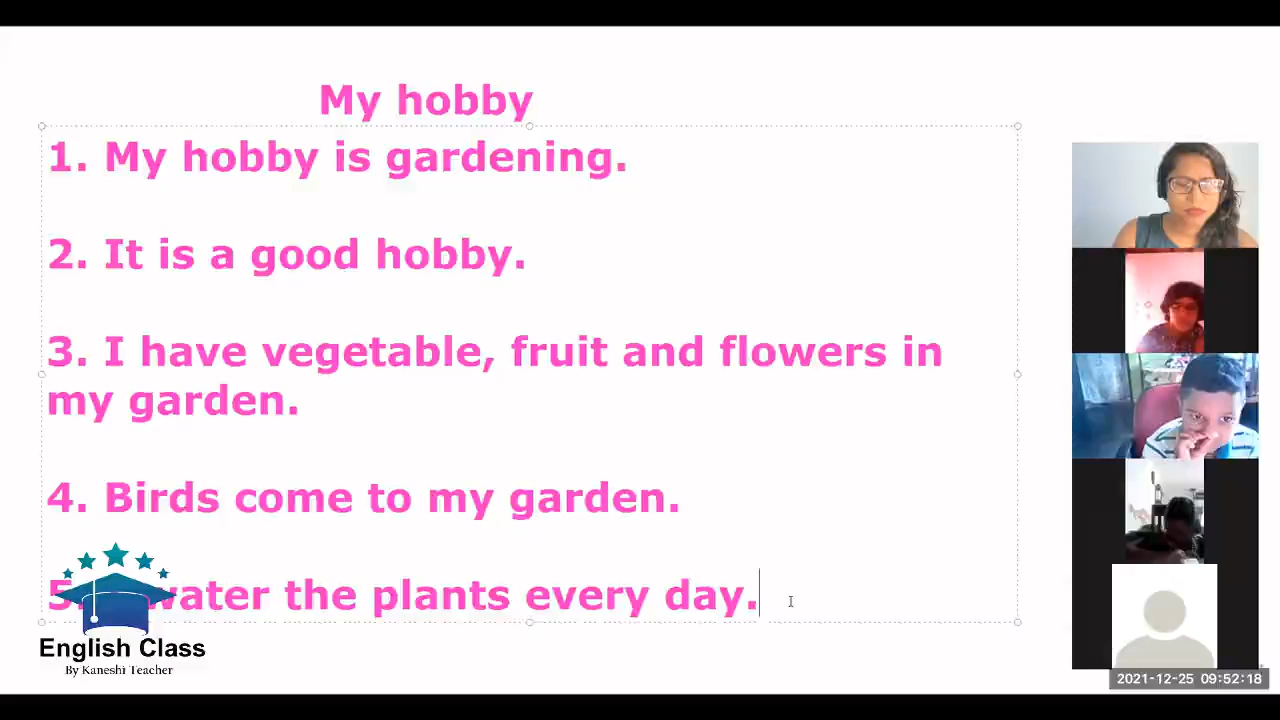 My hobby
1. My hobby is gardening.
2. It is a good hobby.
3. I have vegetable, fruit and flowers in
my garden.
4. Birds come to my garden.
5. water the plants every day.
English Class
By Kaneshi Teacher
2021-12-25 09:52:18